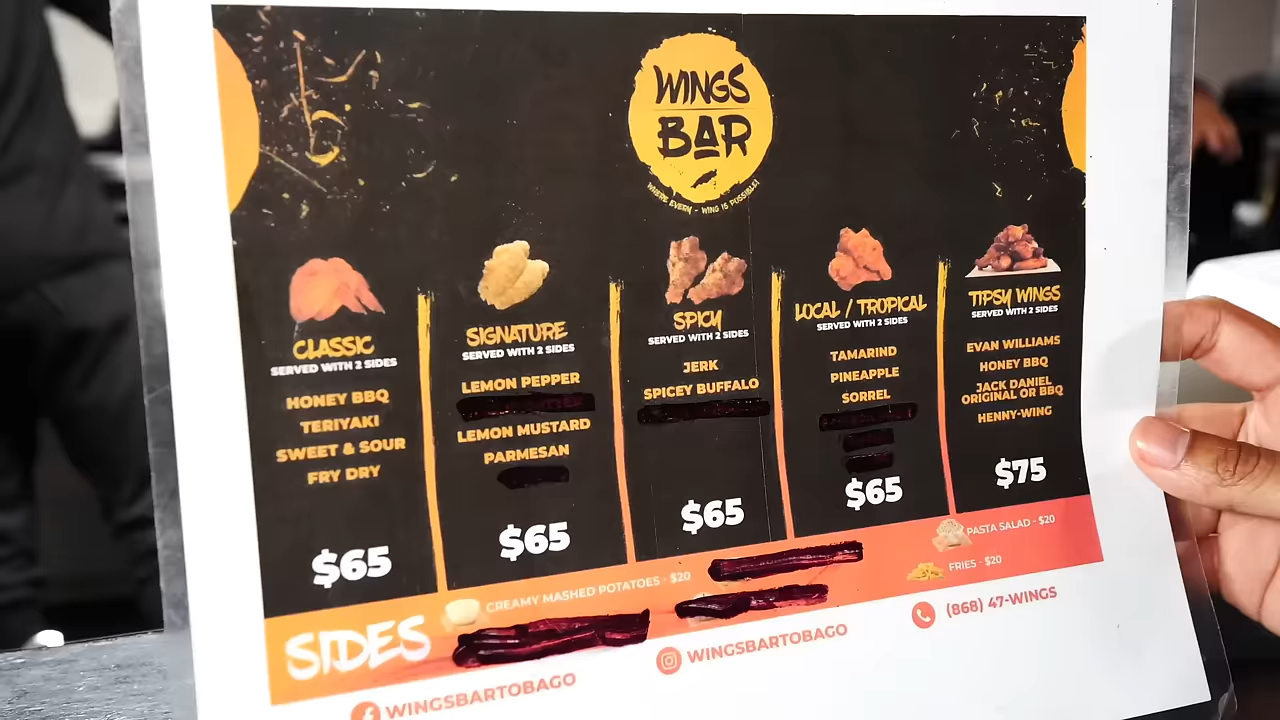 WINGS
BAR
WHERE EVERY - WING IS POSSIBLE!
CLASSIC
SERVED WITH 2 SIDES
HONEY BBQ
TERIYAKI
SWEET & SOUR
FRY DRY
$65
SIGNATURE
SERVED WITH 2 SIDES
LEMON PEPPER
LEMON MUSTARD
PARMESAN
$65
SPICY
SERVED WITH 2 SIDES
JERK
SPICEY BUFFALO
$65
LOCAL / TROPICAL
SERVED WITH 2 SIDES
TAMARIND
PINEAPPLE
SORREL
$65
TIPSY WINGS
SERVED WITH 2 SIDES
EVAN WILLIAMS
HONEY BBQ
JACK DANIEL
ORIGINAL OR BBQ
HENNY-WING
$75
SIDES
CREAMY MASHED POTATOES - $20
PASTA SALAD - $20
FRIES - $20
WINGSBARTOBAGO
WINGSBARTOBAGO
(868) 47-WINGS